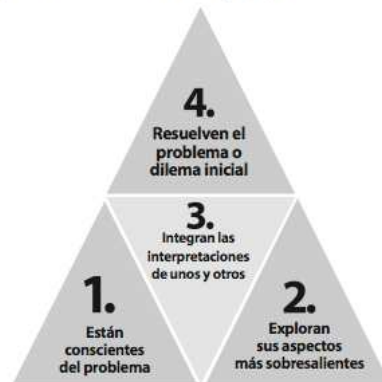 4.
Resuelven el
problema o
dilema inicial
3.
Integran las
interpretaciones
de unos y otros
1.
Están
conscientes
del problema
2.
Exploran
sus aspectos
más sobresalientes